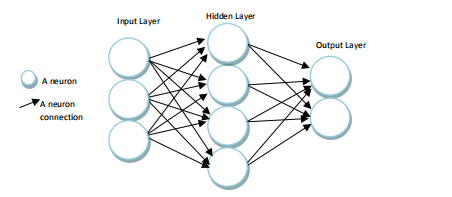 Input Layer
Hidden Layer
Output Layer
A neuron
A neuron
connection